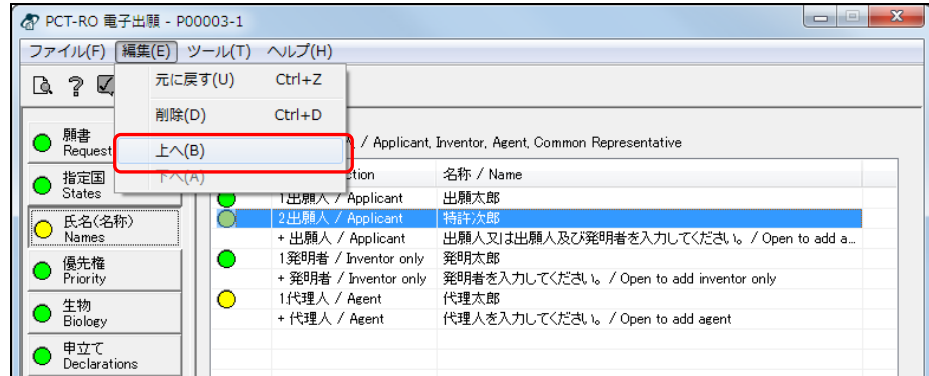 PCT-RO 電子出願 - P00003-1
ファイル(F) 編集(E) ツール(T) ヘルプ(H)
元に戻す(U) Ctrl+Z
削除(D) Ctrl+D
上へ(B)
下へ(A)
/ Applicant, Inventor, Agent, Common Representative
願書
Request
指定国
States
氏名(名称)
Names
優先権
Priority
生物
Biology
申立て
Declarations
名称 / Name
1出願人 / Applicant 出願太郎
2出願人 / Applicant 特許次郎
+ 出願人 / Applicant 出願人又は出願人及び発明者を入力してください。 / Open to add a...
1発明者 / Inventor only 発明太郎
+ 発明者 / Inventor only 発明者を入力してください。 / Open to add inventor only
1代理人 / Agent 代理太郎
+ 代理人 / Agent 代理人を入力してください。 / Open to add agent